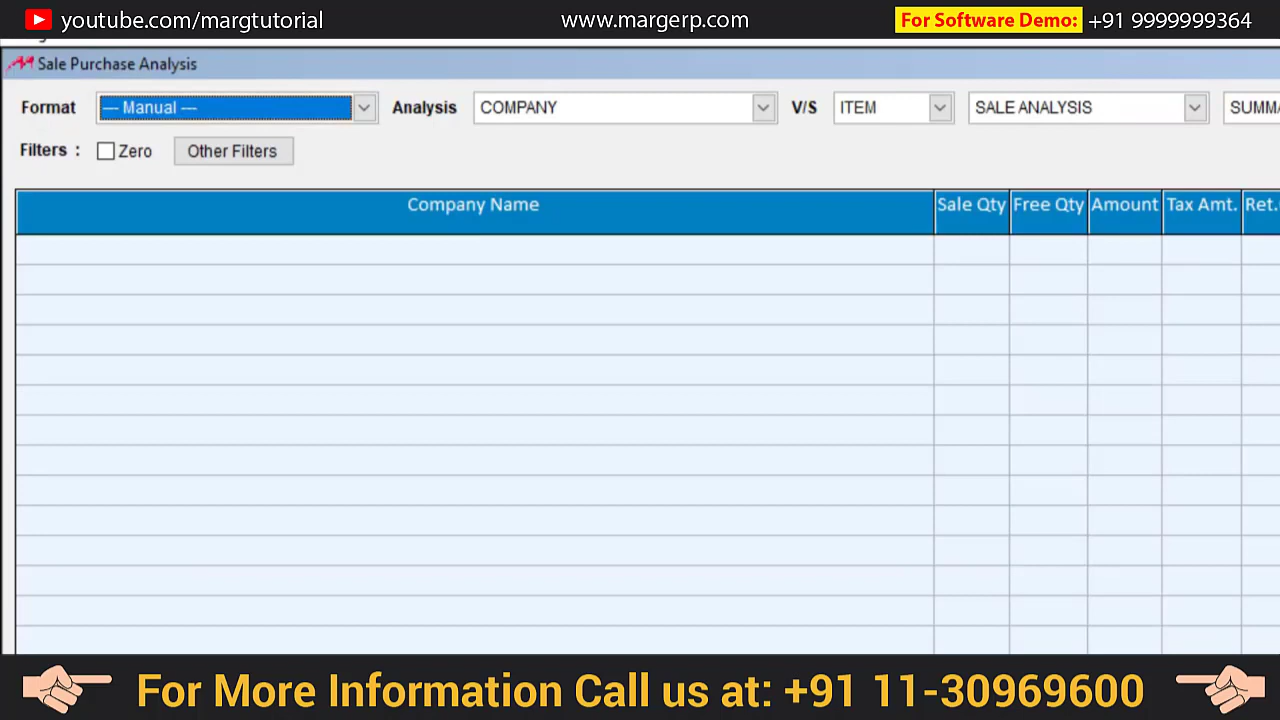 youtube.com/margtutorial www.margerp.com For Software Demo: +91 9999999364
Sale Purchase Analysis
Format --- Manual --- Analysis COMPANY V/S ITEM SALE ANALYSIS
Filters : Zero Other Filters
Company Name Sale Qty Free Qty Amount Tax Amt.
For More Information Call us at: +91 11-30969600